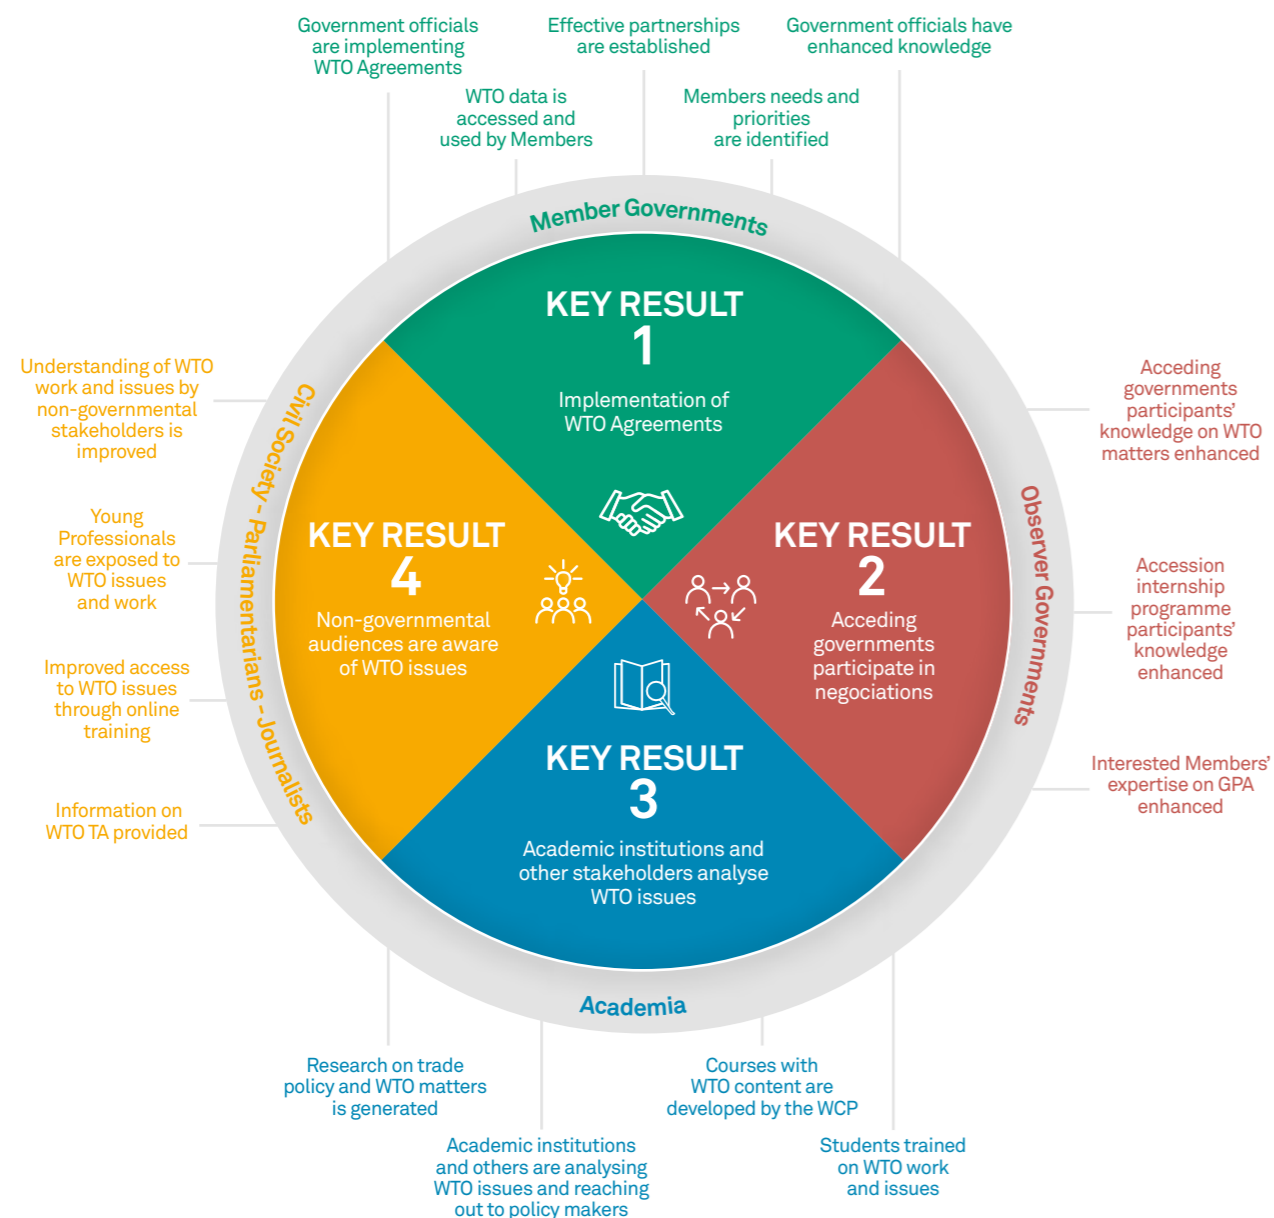 Government officials
are implementing
WTO Agreements
Effective partnerships
are established
Government officials have
enhanced knowledge
WTO data is
accessed and
used by Members
Members needs and
priorities
are identified
Member Governments
KEY RESULT
1
Implementation of
WTO Agreements
Understanding of WTO
work and issues by
non-governmental
stakeholders is
improved
Young
Professionals
are exposed to
WTO issues
and work
Improved access
to WTO issues
through online
training
Information on
WTO TA provided
Civil Society - Parliamentarians - Journalists
KEY RESULT
4
Non-governmental
audiences are aware
of WTO issues
KEY RESULT
2
Acceding
governments
participate in
negociations
Observer Governments
Acceding
governments
participants’
knowledge on WTO
matters enhanced
Accession
internship
programme
participants’
knowledge
enhanced
Interested Members’
expertise on GPA
enhanced
KEY RESULT
3
Academic institutions and
other stakeholders analyse
WTO issues
Academia
Research on trade
policy and WTO matters
is generated
Academic institutions
and others are analysing
WTO issues and reaching
out to policy makers
Courses with
WTO content are
developed by the WCP
Students trained
on WTO work
and issues